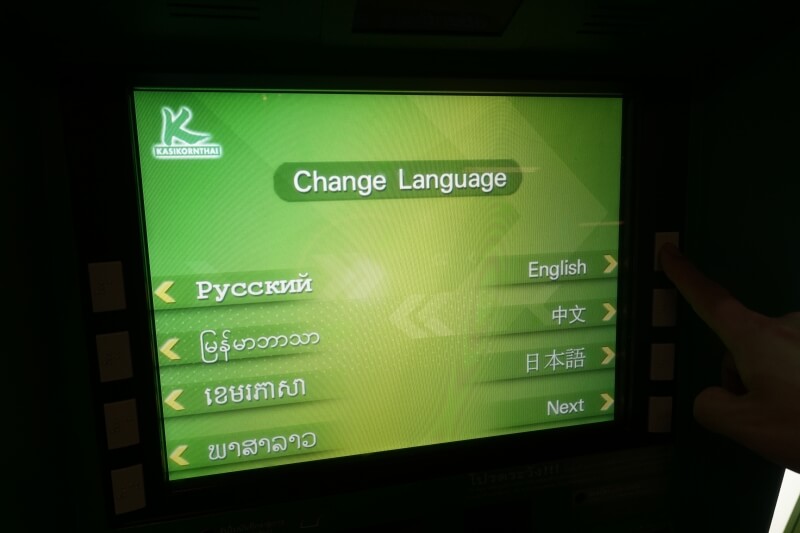 KASIKORNTHAI
Change Language
Русский
English
မြန်မာဘာသာ
中文
ខេមរភាសា
日本語
ພາສາລາວ
Next